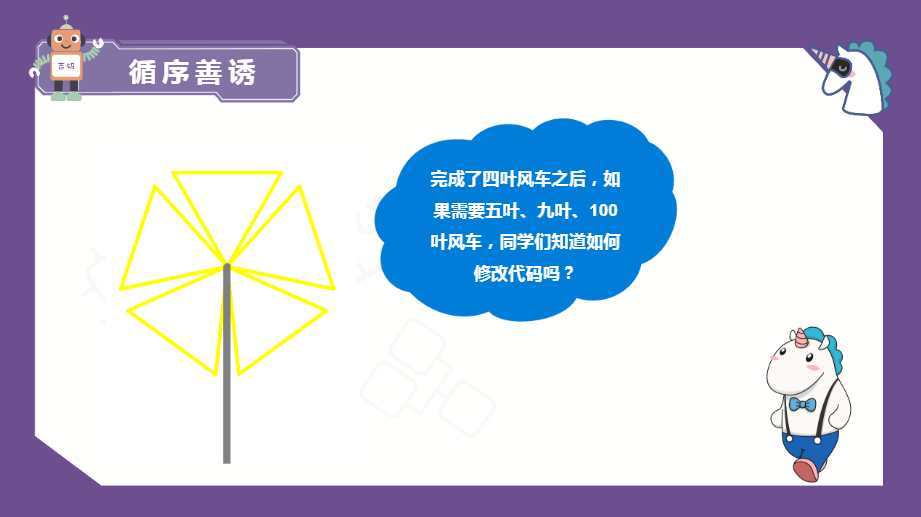 循序善诱
完成了四叶风车之后，如
果需要五叶、九叶、100
叶风车，同学们知道如何
修改代码吗？